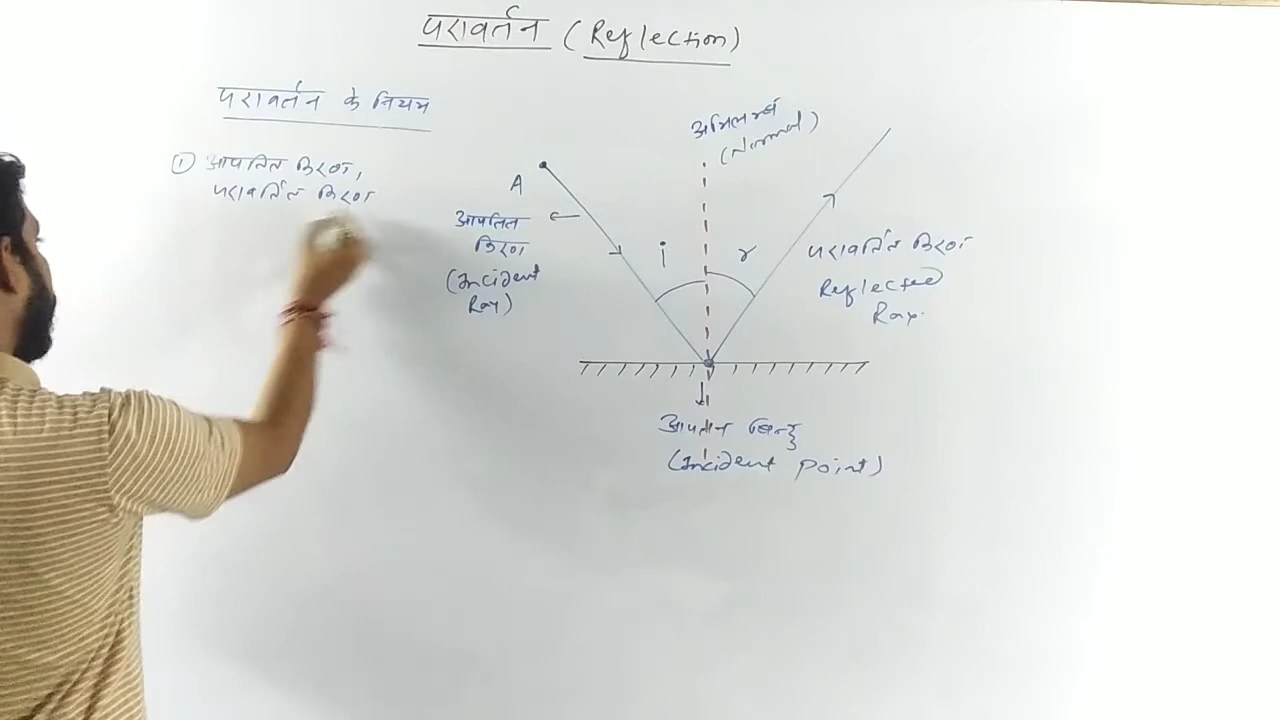 परावर्तन (Reflection)
परावर्तन के नियम
① आपतित किरण,
परावर्तित किरण
अभिलम्ब
(Normal)
A
आपतित
किरण
(Incident
Ray)
i
r
परावर्तित किरण
Reflected
Ray.
आपतन बिन्दु
(Incident point)